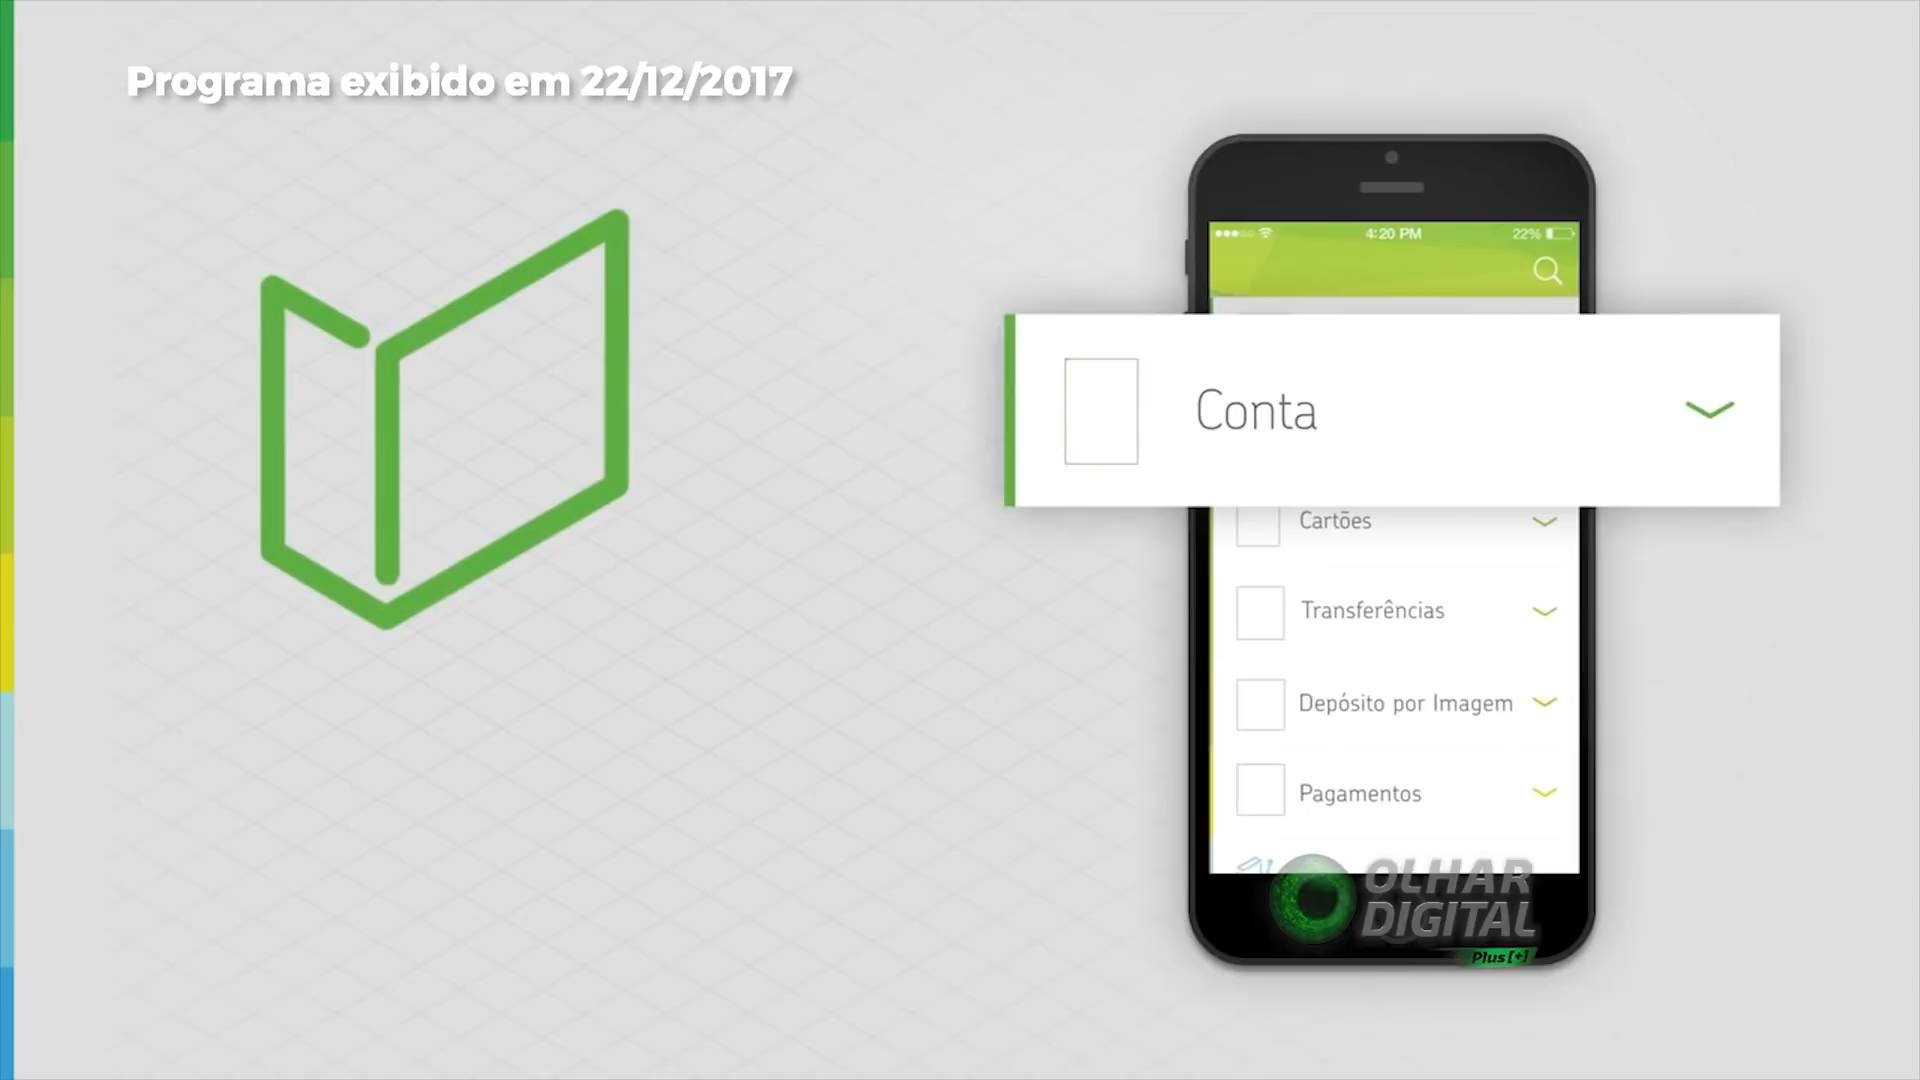 Programa exibido em 22/12/2017
4:20 PM
22%
Conta
Cartões
Transferências
Depósito por Imagem
Pagamentos
OLHAR
DIGITAL
Plus[+]